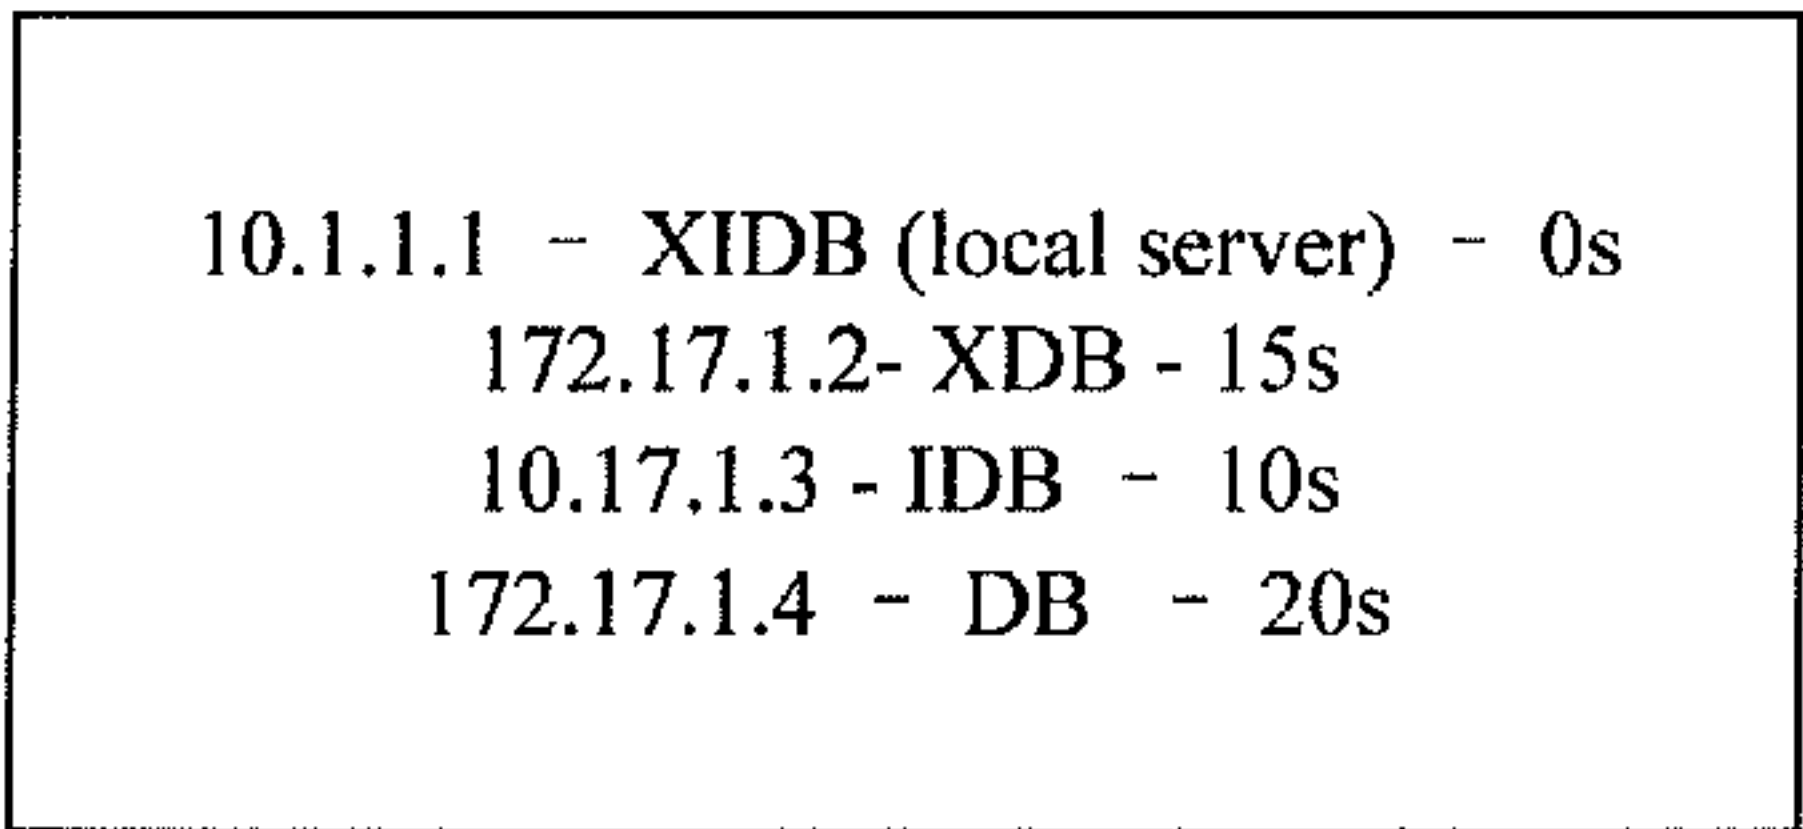 10.1.1.1 - XIDB (local server) - 0s
172.17.1.2- XDB - 15s
10.17.1.3 - IDB - 10s
172.17.1.4 - DB - 20s